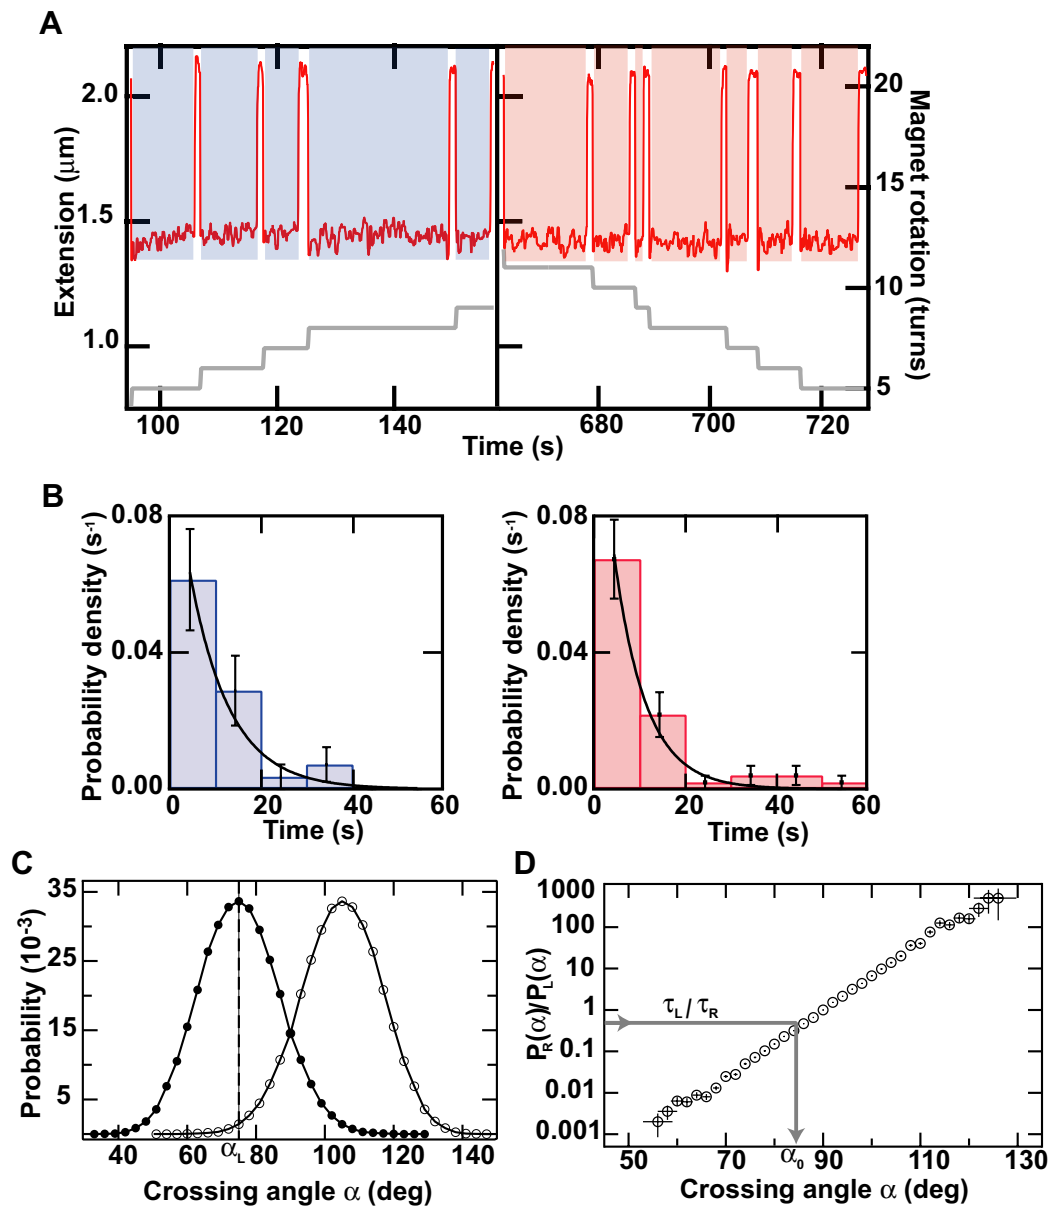 A
Extension (μm)
2.0
1.5
1.0
20
15
10
5
Magnet rotation (turns)
100 120 140 680 700 720
Time (s)
B
Probability density (s⁻¹)
0.08
0.04
0.00
0 20 40 60
Time (s)
Probability density (s⁻¹)
0.08
0.04
0.00
0 20 40 60
Time (s)
C
Probability (10⁻³)
35
25
15
5
40 60 αL 80 100 120 140
Crossing angle α (deg)
D
PR(α)/PL(α)
1000
100
10
1
0.1
0.01
0.001
τL / τR
50 70 α₀ 90 110 130
Crossing angle α (deg)